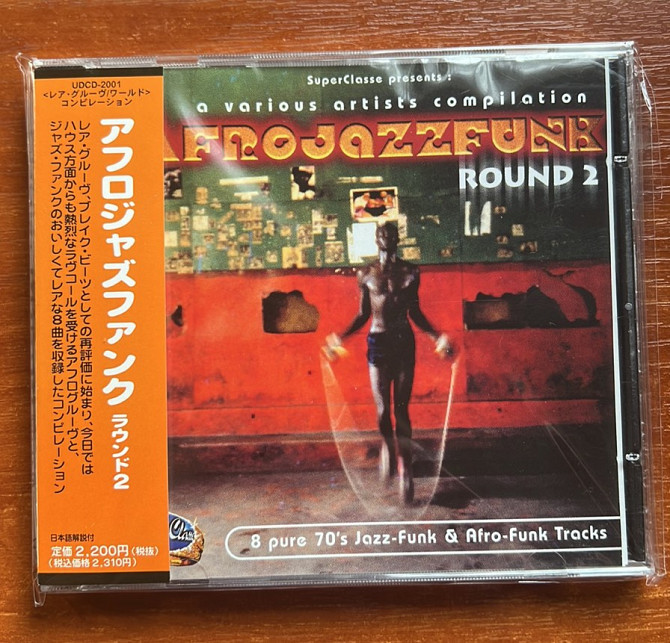 UDCD-2001
<レア・グルーヴ/ワールド>
コンピレーション
アフロジャズファンク ラウンド2
レア・グルーヴ、ブレイク・ビーツとしての再評価に始まり、今日では
ハウス方面からも熱烈なラヴコールを受けるアフログルーヴと、
ジャズ・ファンクのおいしくてレアな8曲を収録したコンピレーション
日本語解説付
定価 2,200円(税抜)
(税込価格 2,310円)
SuperClasse presents :
a various artists compilation
AFROJAZZFUNK
ROUND 2
8 pure 70's Jazz-Funk & Afro-Funk Tracks